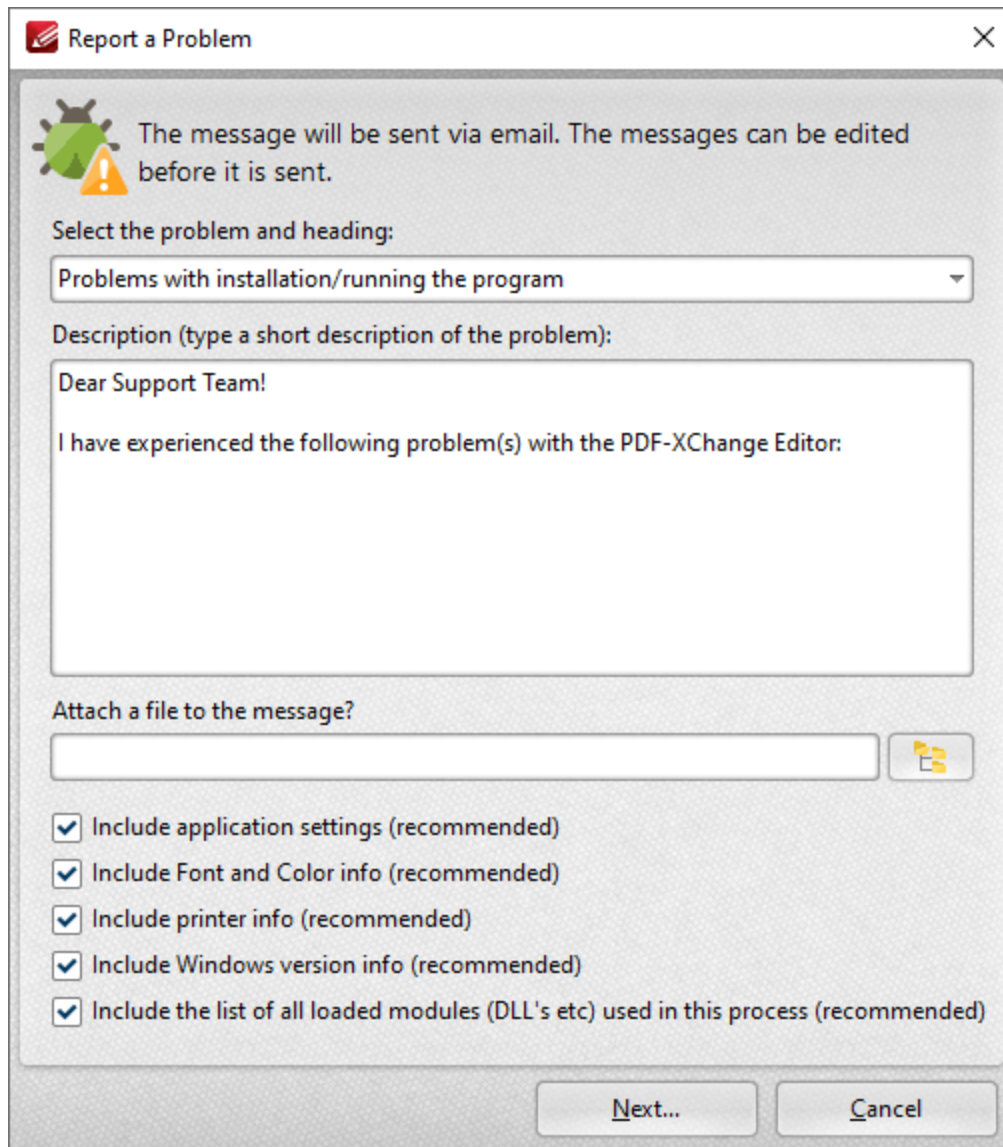 Report a Problem
The message will be sent via email. The messages can be edited
before it is sent.
Select the problem and heading:
Problems with installation/running the program
Description (type a short description of the problem):
Dear Support Team!
I have experienced the following problem(s) with the PDF-XChange Editor:
Attach a file to the message?
Include application settings (recommended)
Include Font and Color info (recommended)
Include printer info (recommended)
Include Windows version info (recommended)
Include the list of all loaded modules (DLL's etc) used in this process (recommended)
Next...
Cancel